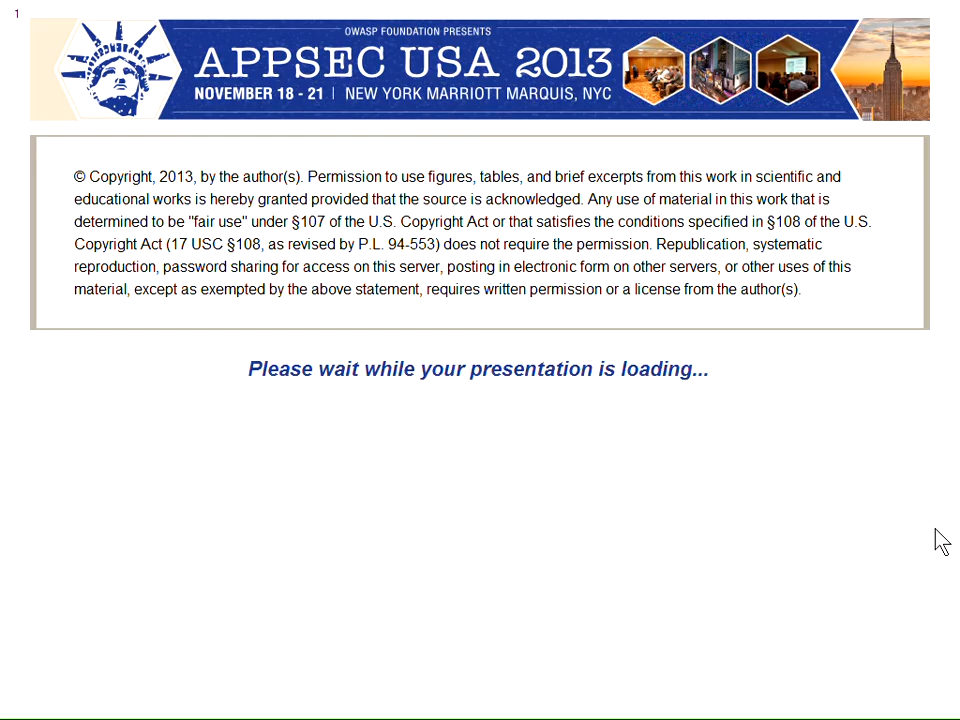 1
OWASP FOUNDATION PRESENTS
APPSEC USA 2013
NOVEMBER 18 - 21 | NEW YORK MARRIOTT MARQUIS, NYC
© Copyright, 2013, by the author(s). Permission to use figures, tables, and brief excerpts from this work in scientific and
educational works is hereby granted provided that the source is acknowledged. Any use of material in this work that is
determined to be "fair use" under §107 of the U.S. Copyright Act or that satisfies the conditions specified in §108 of the U.S.
Copyright Act (17 USC §108, as revised by P.L. 94-553) does not require the permission. Republication, systematic
reproduction, password sharing for access on this server, posting in electronic form on other servers, or other uses of this
material, except as exempted by the above statement, requires written permission or a license from the author(s).
Please wait while your presentation is loading...